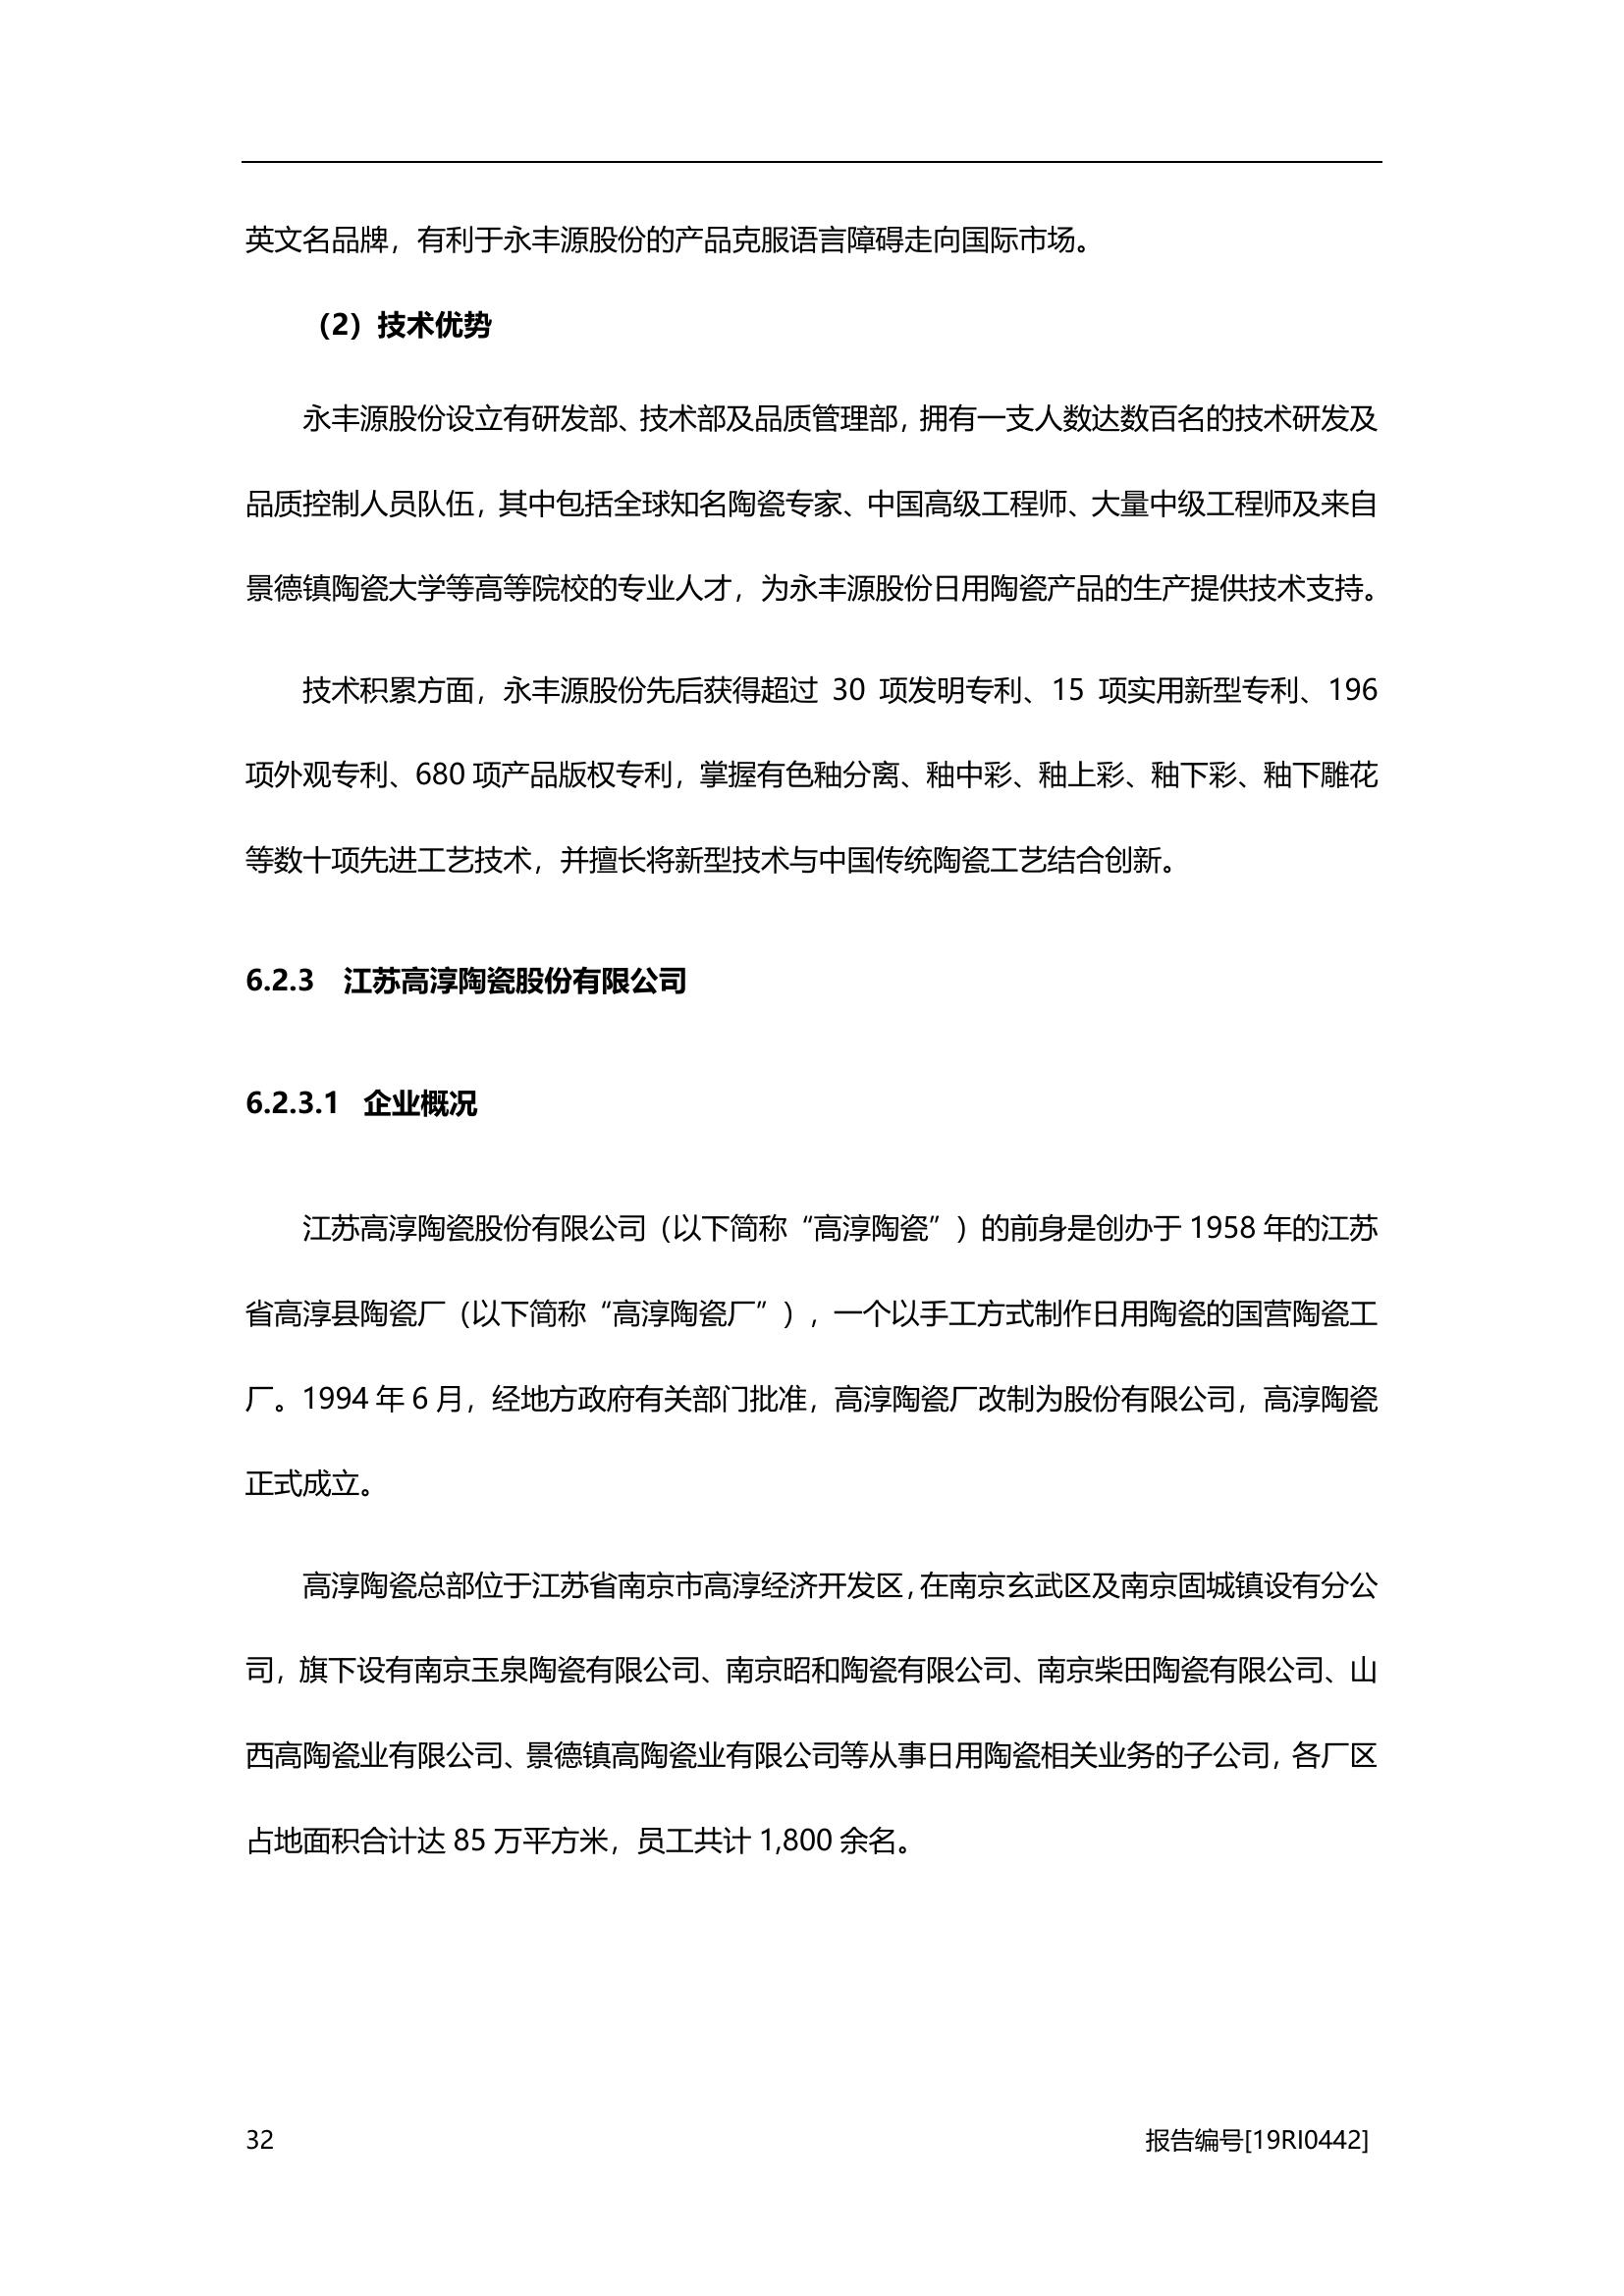 英文名品牌，有利于永丰源股份的产品克服语言障碍走向国际市场。
（2）技术优势
永丰源股份设立有研发部、技术部及品质管理部，拥有一支人数达数百名的技术研发及
品质控制人员队伍，其中包括全球知名陶瓷专家、中国高级工程师、大量中级工程师及来自
景德镇陶瓷大学等高等院校的专业人才，为永丰源股份日用陶瓷产品的生产提供技术支持。
技术积累方面，永丰源股份先后获得超过 30 项发明专利、15 项实用新型专利、196
项外观专利、680 项产品版权专利，掌握有色釉分离、釉中彩、釉上彩、釉下彩、釉下雕花
等数十项先进工艺技术，并擅长将新型技术与中国传统陶瓷工艺结合创新。
6.2.3 江苏高淳陶瓷股份有限公司
6.2.3.1 企业概况
江苏高淳陶瓷股份有限公司（以下简称“高淳陶瓷”）的前身是创办于 1958 年的江苏
省高淳县陶瓷厂（以下简称“高淳陶瓷厂”），一个以手工方式制作日用陶瓷的国营陶瓷工
厂。1994 年 6 月，经地方政府有关部门批准，高淳陶瓷厂改制为股份有限公司，高淳陶瓷
正式成立。
高淳陶瓷总部位于江苏省南京市高淳经济开发区，在南京玄武区及南京固城镇设有分公
司，旗下设有南京玉泉陶瓷有限公司、南京昭和陶瓷有限公司、南京柴田陶瓷有限公司、山
西高陶瓷业有限公司、景德镇高陶瓷业有限公司等从事日用陶瓷相关业务的子公司，各厂区
占地面积合计达 85 万平方米，员工共计 1,800 余名。
32 报告编号[19RI0442]